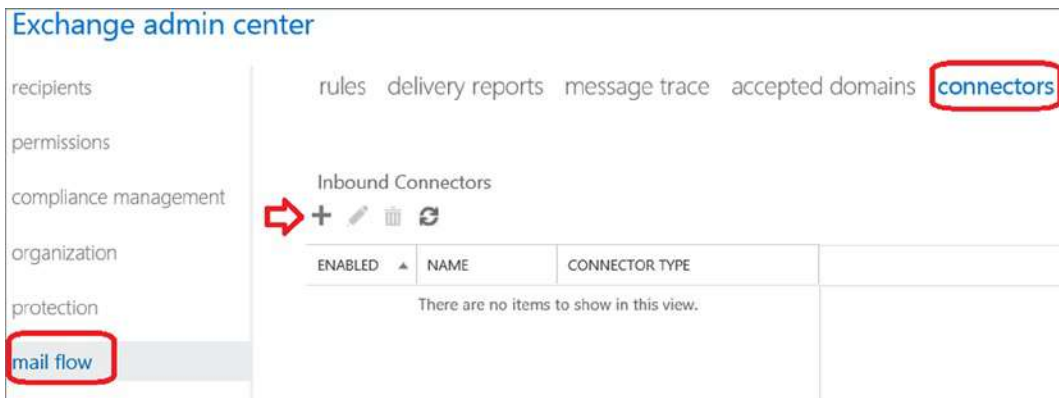 Exchange admin center
recipients
permissions
compliance management
organization
protection
mail flow
rules delivery reports message trace accepted domains connectors
Inbound Connectors
ENABLED NAME CONNECTOR TYPE
There are no items to show in this view.